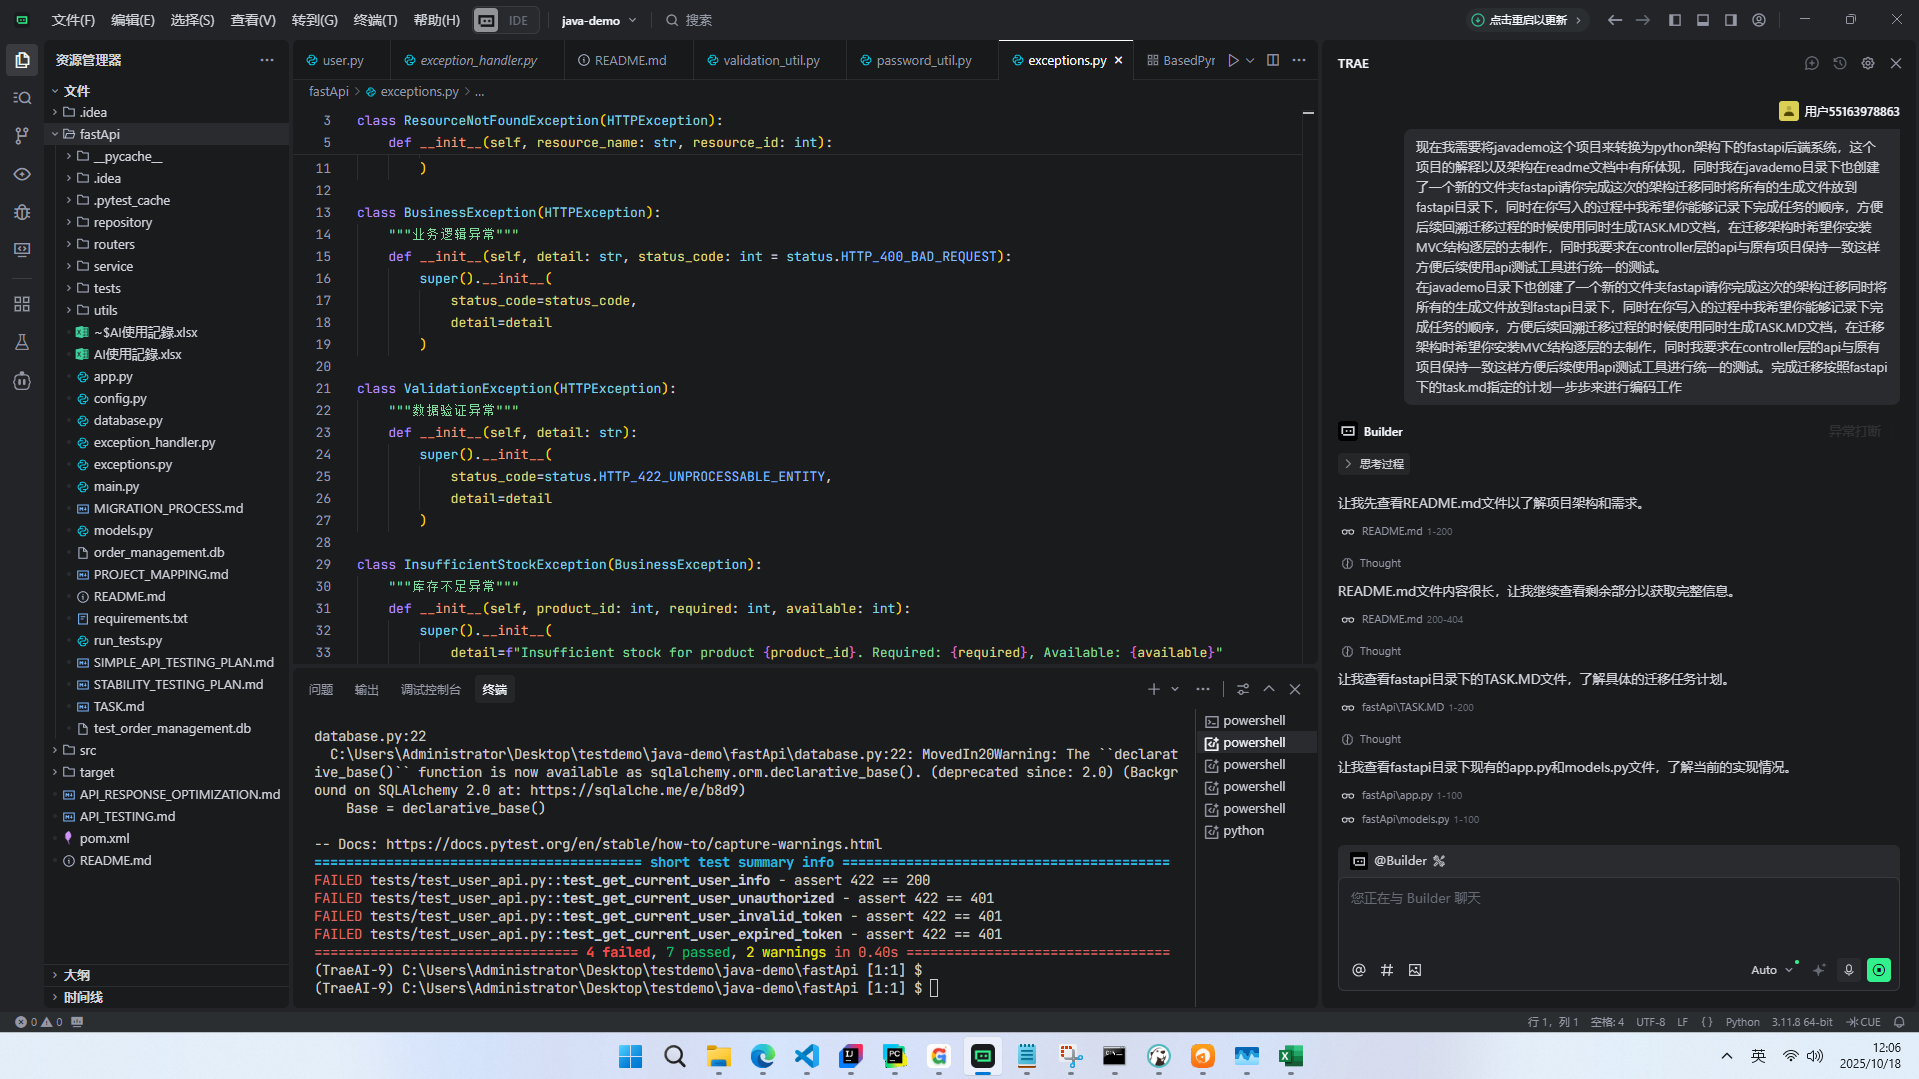 文件(F) 编辑(E) 选择(S) 查看(V) 转到(G) 终端(T) 帮助(H) IDE java-demo 搜索 点击重启以更新
资源管理器
文件
.idea
fastApi
__pycache__
.idea
.pytest_cache
repository
routers
service
tests
utils
~$AI使用記錄.xlsx
AI使用記錄.xlsx
app.py
config.py
database.py
exception_handler.py
exceptions.py
main.py
MIGRATION_PROCESS.md
models.py
order_management.db
PROJECT_MAPPING.md
README.md
requirements.txt
run_tests.py
SIMPLE_API_TESTING_PLAN.md
STABILITY_TESTING_PLAN.md
TASK.md
test_order_management.db
src
target
API_RESPONSE_OPTIMIZATION.md
API_TESTING.md
pom.xml
README.md
大纲
时间线
user.py exception_handler.py README.md validation_util.py password_util.py exceptions.py BasedPyr
fastApi > exceptions.py > ...
3 class ResourceNotFoundException(HTTPException):
5 def __init__(self, resource_name: str, resource_id: int):
11 )
12
13 class BusinessException(HTTPException):
14 """业务逻辑异常"""
15 def __init__(self, detail: str, status_code: int = status.HTTP_400_BAD_REQUEST):
16 super().__init__(
17 status_code=status_code,
18 detail=detail
19 )
20
21 class ValidationException(HTTPException):
22 """数据验证异常"""
23 def __init__(self, detail: str):
24 super().__init__(
25 status_code=status.HTTP_422_UNPROCESSABLE_ENTITY,
26 detail=detail
27 )
28
29 class InsufficientStockException(BusinessException):
30 """库存不足异常"""
31 def __init__(self, product_id: int, required: int, available: int):
32 super().__init__(
33 detail=f"Insufficient stock for product {product_id}. Required: {required}, Available: {available}"
问题 输出 调试控制台 终端
database.py:22
C:\Users\Administrator\Desktop\testdemo\java-demo\fastApi\database.py:22: MovedIn20Warning: The ``declarat
ive_base()`` function is now available as sqlalchemy.orm.declarative_base(). (deprecated since: 2.0) (Backgr
ound on SQLAlchemy 2.0 at: https://sqlalche.me/e/b8d9)
Base = declarative_base()
-- Docs: https://docs.pytest.org/en/stable/how-to/capture-warnings.html
========================================= short test summary info =========================================
FAILED tests/test_user_api.py::test_get_current_user_info - assert 422 == 200
FAILED tests/test_user_api.py::test_get_current_user_unauthorized - assert 422 == 401
FAILED tests/test_user_api.py::test_get_current_user_invalid_token - assert 422 == 401
FAILED tests/test_user_api.py::test_get_current_user_expired_token - assert 422 == 401
================================= 4 failed, 7 passed, 2 warnings in 0.40s =================================
(TraeAI-9) C:\Users\Administrator\Desktop\testdemo\java-demo\fastApi [1:1] $
(TraeAI-9) C:\Users\Administrator\Desktop\testdemo\java-demo\fastApi [1:1] $
powershell
powershell
powershell
powershell
powershell
python
TRAE
用户55163978863
现在我需要将javademo这个项目来转换为python架构下的fastapi后端系统，这个
项目的解释以及架构在readme文档中有所体现，同时我在javademo目录下也创建
了一个新的文件夹fastapi请你完成这次的架构迁移同时将所有的生成文件放到
fastapi目录下，同时在你写入的过程中我希望你能够记录下完成任务的顺序，方便
后续回溯迁移过程的时候使用同时生成TASK.MD文档，在迁移架构时希望你安装
MVC结构逐层的去制作，同时我要求在controller层的api与原有项目保持一致这样
方便后续使用api测试工具进行统一的测试。
在javademo目录下也创建了一个新的文件夹fastapi请你完成这次的架构迁移同时将
所有的生成文件放到fastapi目录下，同时在你写入的过程中我希望你能够记录下完
成任务的顺序，方便后续回溯迁移过程的时候使用同时生成TASK.MD文档，在迁移
架构时希望你安装MVC结构逐层的去制作，同时我要求在controller层的api与原有
项目保持一致这样方便后续使用api测试工具进行统一的测试。完成迁移按照fastapi
下的task.md指定的计划一步步来进行编码工作
Builder 异常打断
思考过程
让我先查看README.md文件以了解项目架构和需求。
README.md 1-200
Thought
README.md文件内容很长，让我继续查看剩余部分以获取完整信息。
README.md 200-404
Thought
让我查看fastapi目录下的TASK.MD文件，了解具体的迁移任务计划。
fastApi\TASK.MD 1-200
Thought
让我查看fastapi目录下现有的app.py和models.py文件，了解当前的实现情况。
fastApi\app.py 1-100
fastApi\models.py 1-100
@Builder
您正在与 Builder 聊天
Auto
0 0
行 1，列 1 空格: 4 UTF-8 LF {} Python 3.11.8 64-bit CUE
英 12:06
2025/10/18